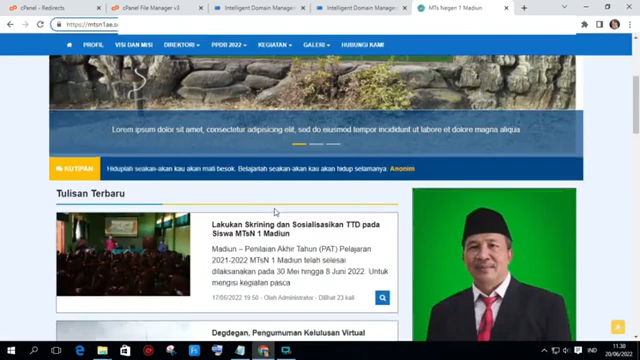 cPanel - Redirects
cPanel File Manager v3
Intelligent Domain Manageme
Intelligent Domain Manageme
MTs Negeri 1 Madiun
https://mtsn1ae.s
PROFIL VISI DAN MISI DIREKTORI PPDB 2022 KEGIATAN GALERI HUBUNGI KAMI
Lorem ipsum dolor sit amet, consectetur adipisicing elit, sed do eiusmod tempor incididunt ut labore et dolore magna aliqua
KUTIPAN Hiduplah seakan-akan kau akan mati besok. Belajarlah seakan-akan kau akan hidup selamanya. Anonim
Tulisan Terbaru
Lakukan Skrining dan Sosialisasikan TTD pada
Siswa MTsN 1 Madiun
Madiun – Penilaian Akhir Tahun (PAT) Pelajaran
2021-2022 MTsN 1 Madiun telah selesai
dilaksanakan pada 30 Mei hingga 8 Juni 2022. Untuk
mengisi kegiatan pasca
17/06/2022 19:50 - Oleh Administrator - Dilihat 23 kali
Degdegan, Pengumuman Kelulusan Virtual
IND
11.30
20/06/2022